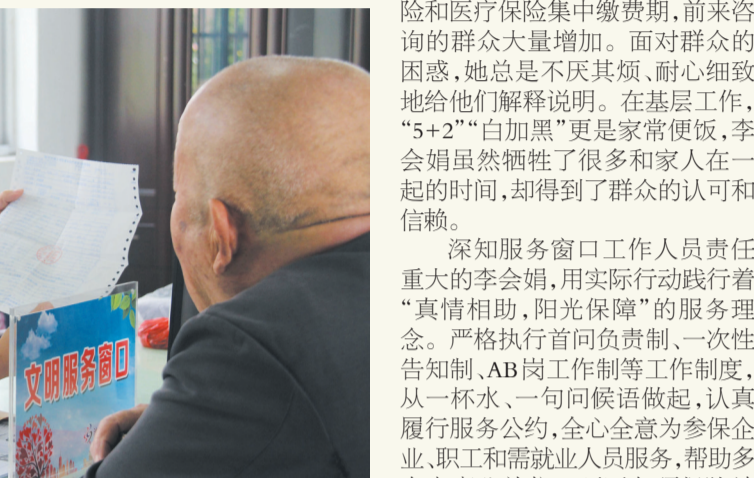 文明服务窗口
险和医疗保险集中缴费期,前来咨
询的群众大量增加。面对群众的
困惑,她总是不厌其烦、耐心细致
地给他们解释说明。在基层工作,
“5+2”“白加黑”更是家常便饭,李
会娟虽然牺牲了很多和家人在一
起的时间,却得到了群众的认可和
信赖。
深知服务窗口工作人员责任
重大的李会娟,用实际行动践行着
“真情相助,阳光保障”的服务理
念。严格执行首问负责制、一次性
告知制、AB岗工作制等工作制度,
从一杯水、一句问候语做起,认真
履行服务公约,全心全意为参保企
业、职工和需就业人员服务,帮助多